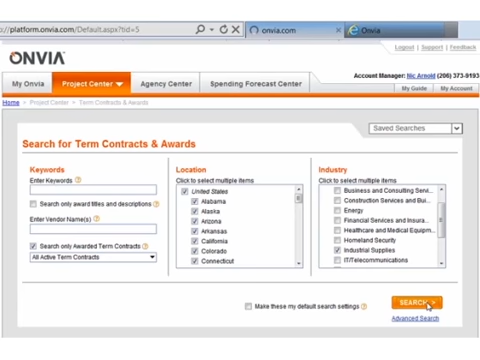 ://platform.onvia.com/Default.aspx?tid=5
onvia.com
Onvia
Logout | Support | Feedback
ONVIA
Account Manager: Nic Arnold (206) 373-9193
My Onvia
Project Center
Agency Center
Spending Forecast Center
My Guide
My Account
Home > Project Center > Term Contracts & Awards
Saved Searches
Search for Term Contracts & Awards
Keywords
Enter Keywords
Search only award titles and descriptions
Enter Vendor Name(s)
Search only Awarded Term Contracts
All Active Term Contracts
Location
Click to select multiple items
United States
Alabama
Alaska
Arizona
Arkansas
California
Colorado
Connecticut
Industry
Click to select multiple items
Business and Consulting Servi...
Construction Services and Bui...
Energy
Financial Services and Insura...
Healthcare and Medical Equipm...
Homeland Security
Industrial Supplies
IT/Telecommunications
Make these my default search settings
SEARCH
Advanced Search